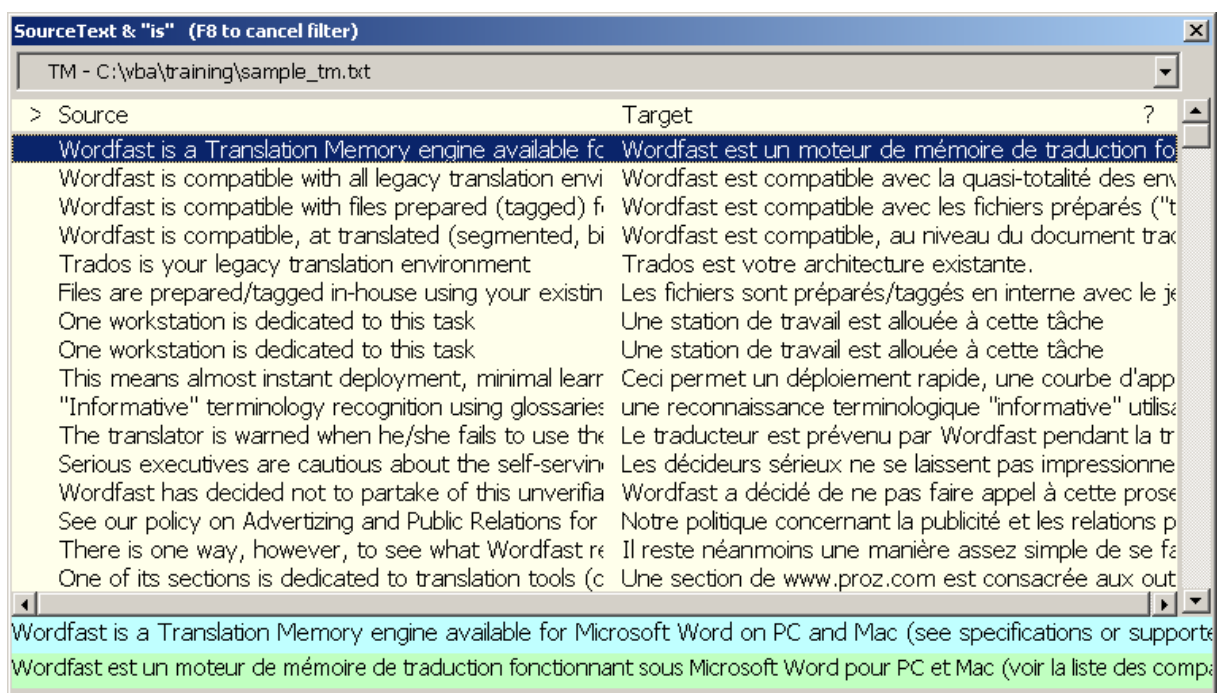 SourceText & "is" (F8 to cancel filter)
TM - C:\vba\training\sample_tm.txt
> Source Target ?
Wordfast is a Translation Memory engine available fo Wordfast est un moteur de mémoire de traduction fo
Wordfast is compatible with all legacy translation envi Wordfast est compatible avec la quasi-totalité des env
Wordfast is compatible with files prepared (tagged) f Wordfast est compatible avec les fichiers préparés ("t
Wordfast is compatible, at translated (segmented, bi Wordfast est compatible, au niveau du document trad
Trados is your legacy translation environment Trados est votre architecture existante.
Files are prepared/tagged in-house using your existin Les fichiers sont préparés/taggés en interne avec le je
One workstation is dedicated to this task Une station de travail est allouée à cette tâche
One workstation is dedicated to this task Une station de travail est allouée à cette tâche
This means almost instant deployment, minimal learr Ceci permet un déploiement rapide, une courbe d'app
"Informative" terminology recognition using glossaries une reconnaissance terminologique "informative" utilisa
The translator is warned when he/she fails to use the Le traducteur est prévenu par Wordfast pendant la tr
Serious executives are cautious about the self-servin Les décideurs sérieux ne se laissent pas impressionne
Wordfast has decided not to partake of this unverifia Wordfast a décidé de ne pas faire appel à cette prose
See our policy on Advertizing and Public Relations for Notre politique concernant la publicité et les relations p
There is one way, however, to see what Wordfast re Il reste néanmoins une manière assez simple de se fa
One of its sections is dedicated to translation tools (c Une section de www.proz.com est consacrée aux out
Wordfast is a Translation Memory engine available for Microsoft Word on PC and Mac (see specifications or supporte
Wordfast est un moteur de mémoire de traduction fonctionnant sous Microsoft Word pour PC et Mac (voir la liste des compa